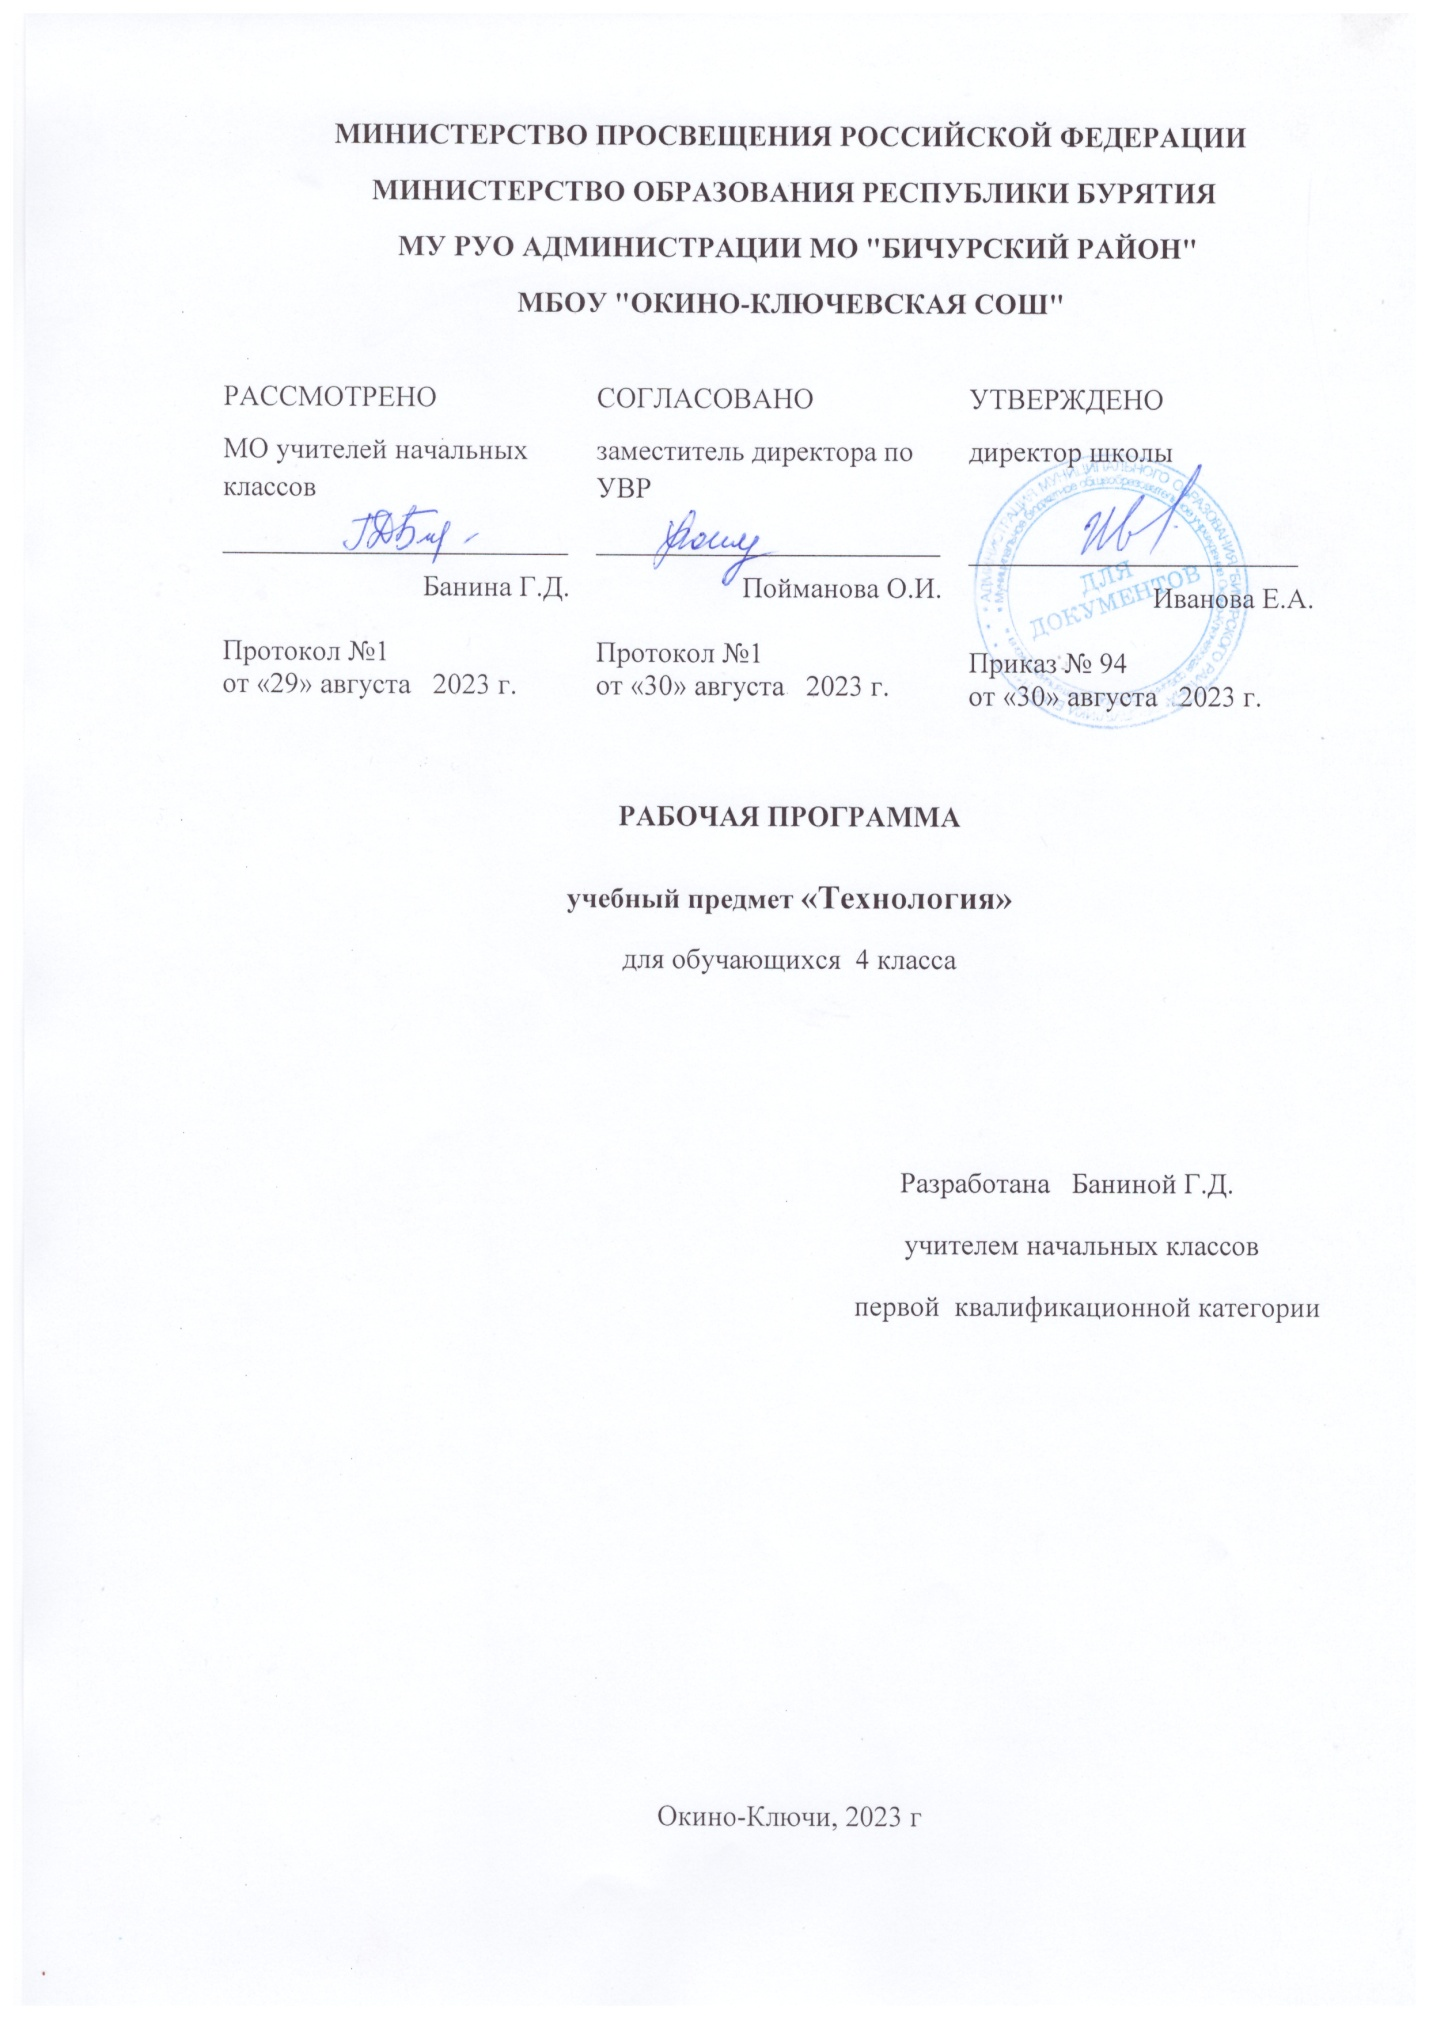 МИНИСТЕРСТВО ПРОСВЕЩЕНИЯ РОССИЙСКОЙ ФЕДЕРАЦИИ
МИНИСТЕРСТВО ОБРАЗОВАНИЯ РЕСПУБЛИКИ БУРЯТИЯ
МУ РУО АДМИНИСТРАЦИИ МО "БИЧУРСКИЙ РАЙОН"
МБОУ "ОКИНО-КЛЮЧЕВСКАЯ СОШ"
РАССМОТРЕНО
МО учителей начальных
классов
Банина Г.Д.
Протокол №1
от «29» августа 2023 г.
СОГЛАСОВАНО
заместитель директора по
УВР
Пойманова О.И.
Протокол №1
от «30» августа 2023 г.
УТВЕРЖДЕНО
директор школы
ДЛЯ
ДОКУМЕНТОВ
Иванова Е.А.
Приказ № 94
от «30» августа 2023 г.
РАБОЧАЯ ПРОГРАММА
учебный предмет «Технология»
для обучающихся 4 класса
Разработана Баниной Г.Д.
учителем начальных классов
первой квалификационной категории
Окино-Ключи, 2023 г